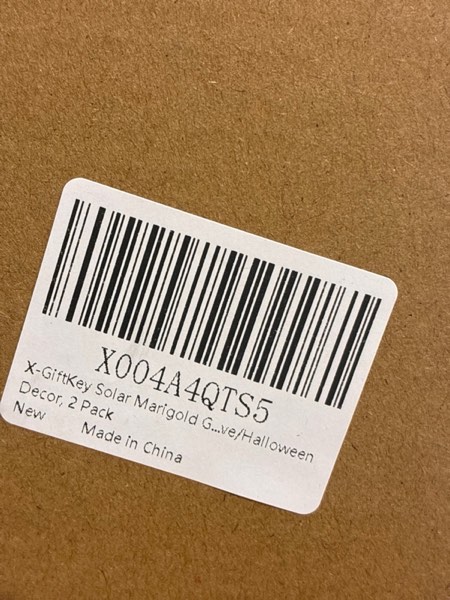 X004A4QTS5
X-GiftKey Solar Marigold G...ve/Halloween
Decor, 2 Pack
New
Made in China